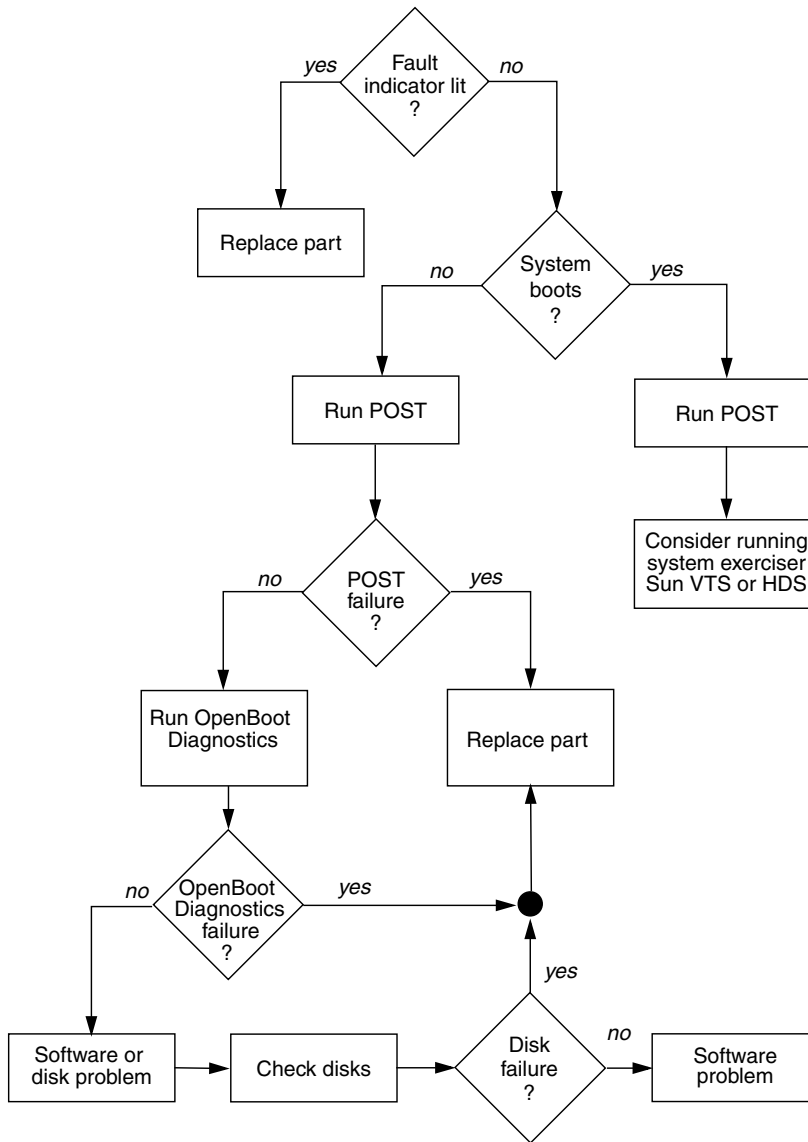 yes
Fault
indicator lit
?
no
Replace part
no
System
boots
?
yes
Run POST
Run POST
Consider running
system exerciser
Sun VTS or HDS
no
POST
failure
?
yes
Run OpenBoot
Diagnostics
Replace part
no
OpenBoot
Diagnostics
failure
?
yes
yes
Software or
disk problem
Check disks
Disk
failure
?
no
Software
problem